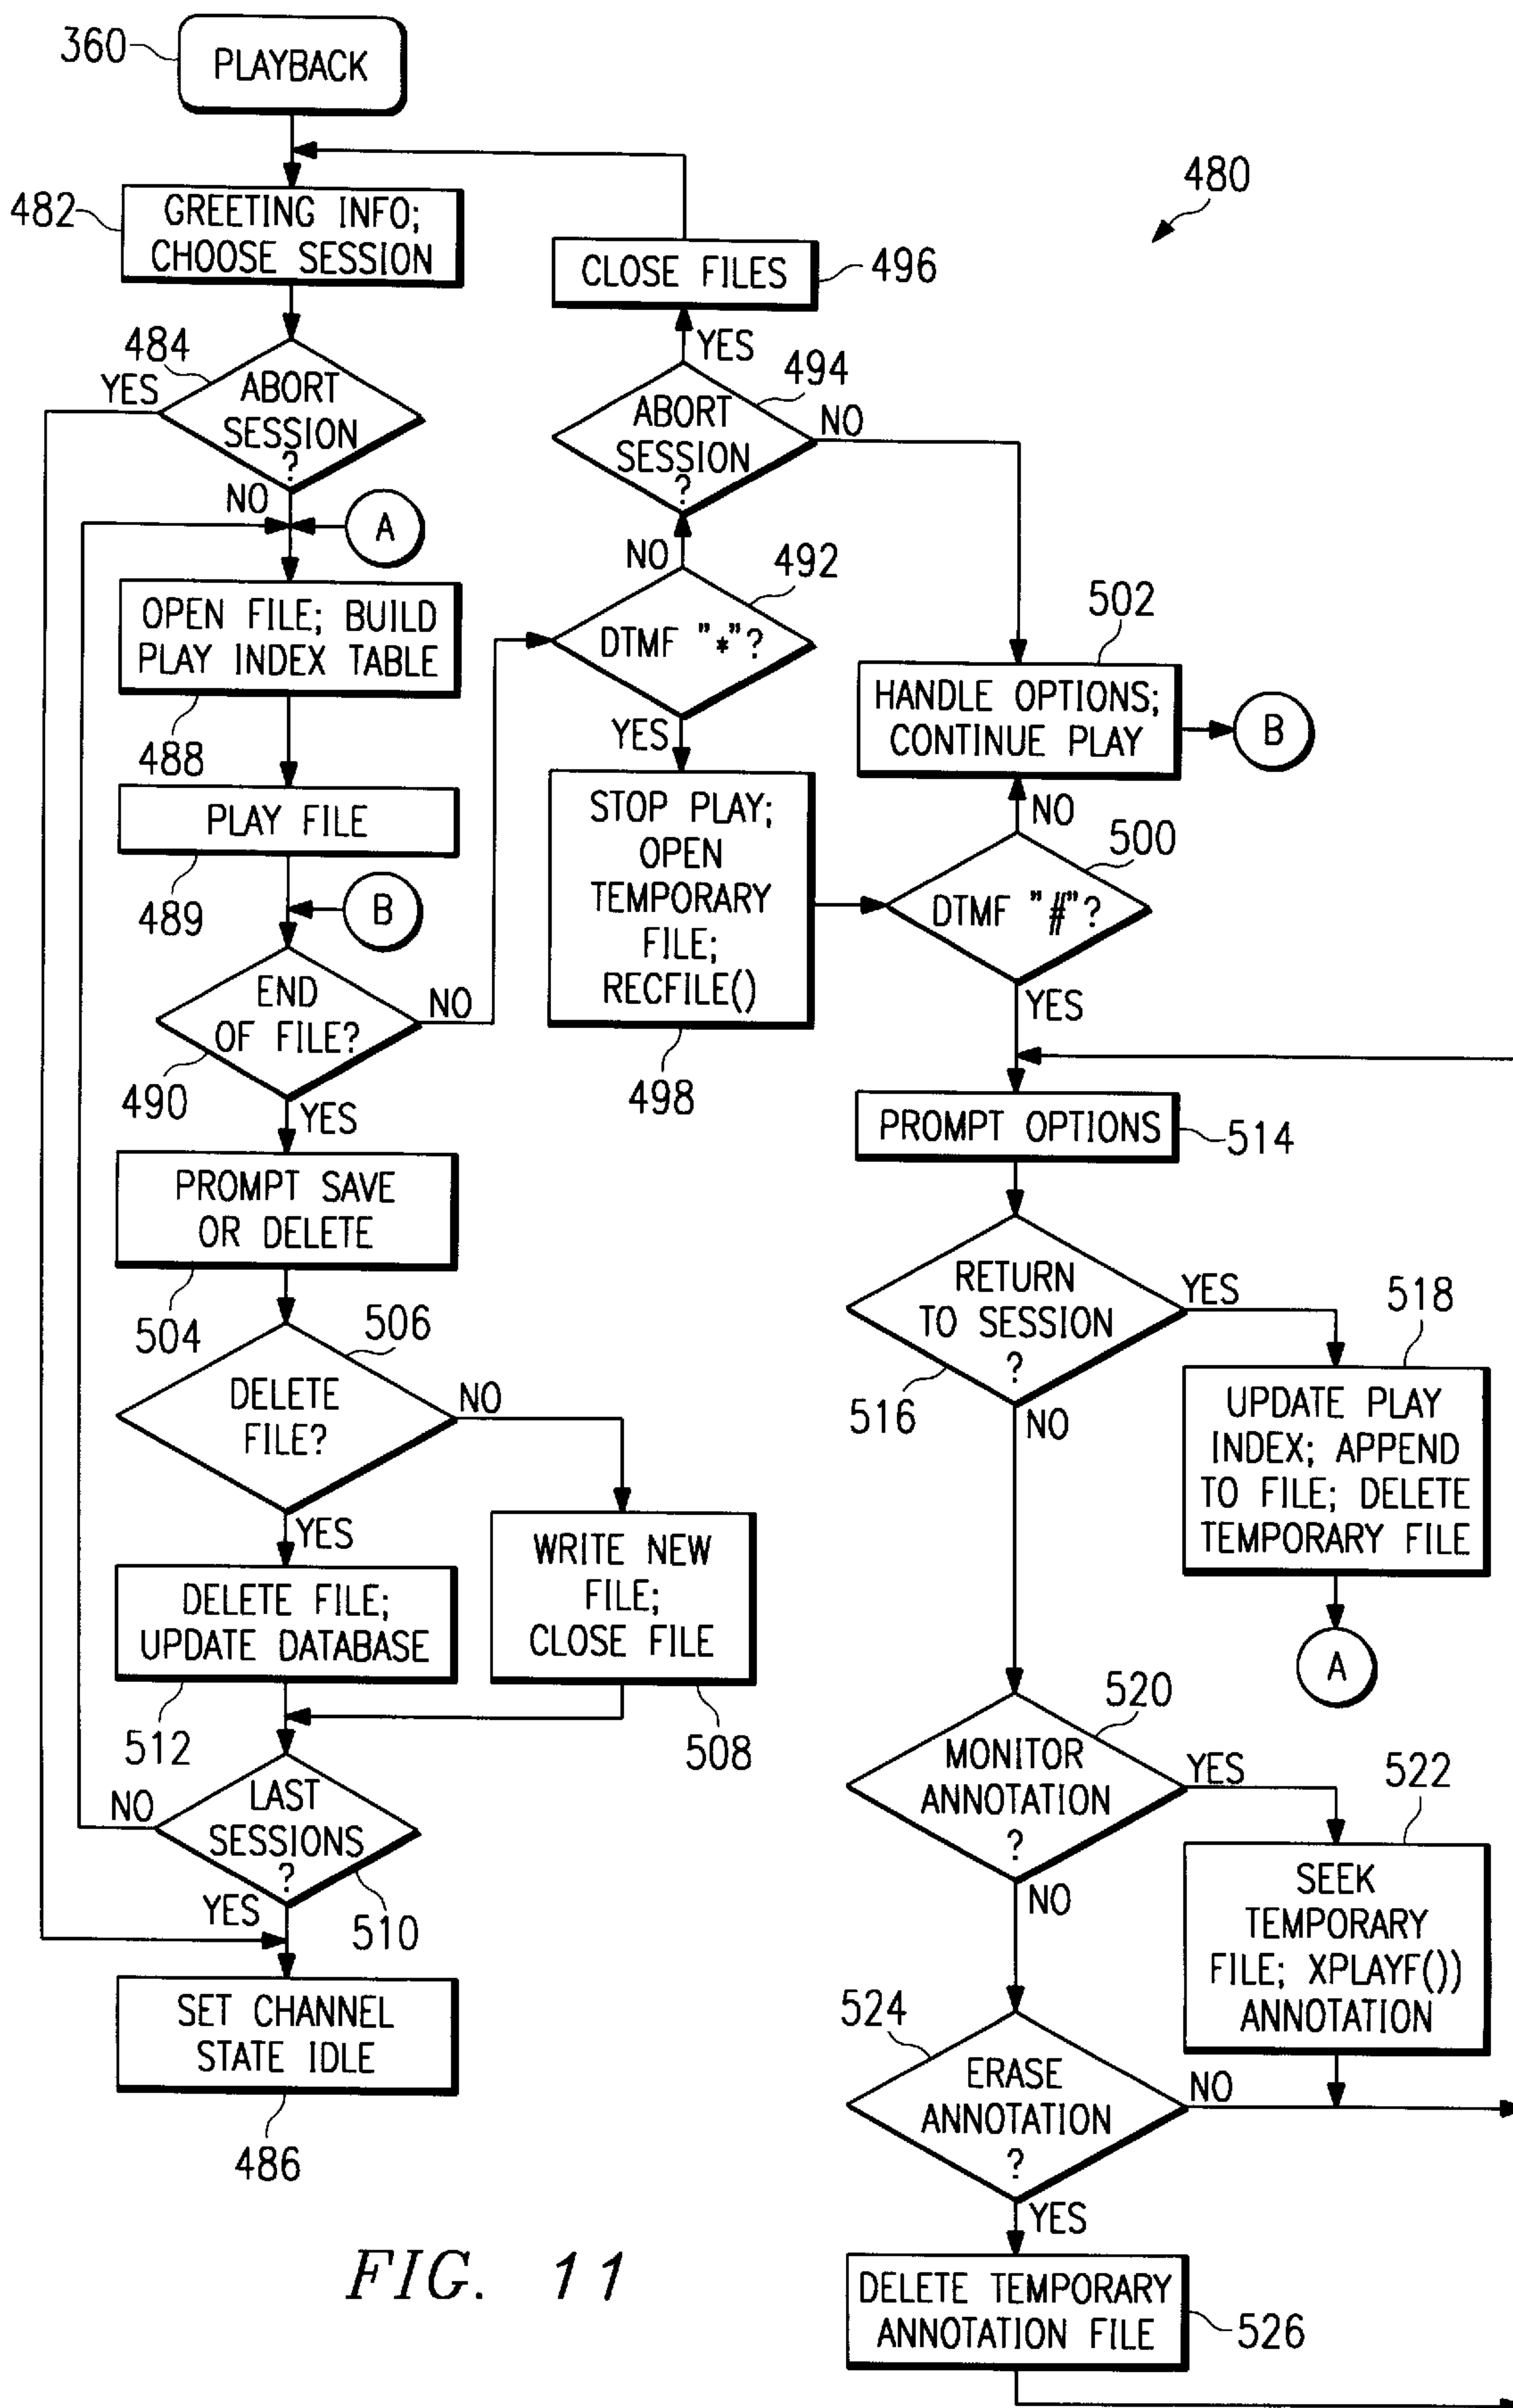 360
PLAYBACK
480
482
GREETING INFO;
CHOOSE SESSION
CLOSE FILES
496
484
YES
ABORT
SESSION
?
NO
YES
494
ABORT
SESSION
?
NO
A
NO
492
DTMF "*"?
YES
OPEN FILE; BUILD
PLAY INDEX TABLE
488
502
HANDLE OPTIONS;
CONTINUE PLAY
B
PLAY FILE
489
STOP PLAY;
OPEN
TEMPORARY
FILE;
RECFILE()
498
NO
500
DTMF "#"?
YES
B
END
OF FILE?
NO
490
YES
PROMPT OPTIONS
514
PROMPT SAVE
OR DELETE
504
RETURN
TO SESSION
?
YES
516
NO
518
UPDATE PLAY
INDEX; APPEND
TO FILE; DELETE
TEMPORARY FILE
A
506
DELETE
FILE?
NO
YES
WRITE NEW
FILE;
CLOSE FILE
508
DELETE FILE;
UPDATE DATABASE
512
NO
LAST
SESSIONS
?
YES
510
520
MONITOR
ANNOTATION
?
YES
NO
522
SEEK
TEMPORARY
FILE; XPLAYF())
ANNOTATION
SET CHANNEL
STATE IDLE
486
524
ERASE
ANNOTATION
?
NO
YES
DELETE TEMPORARY
ANNOTATION FILE
526
FIG. 11